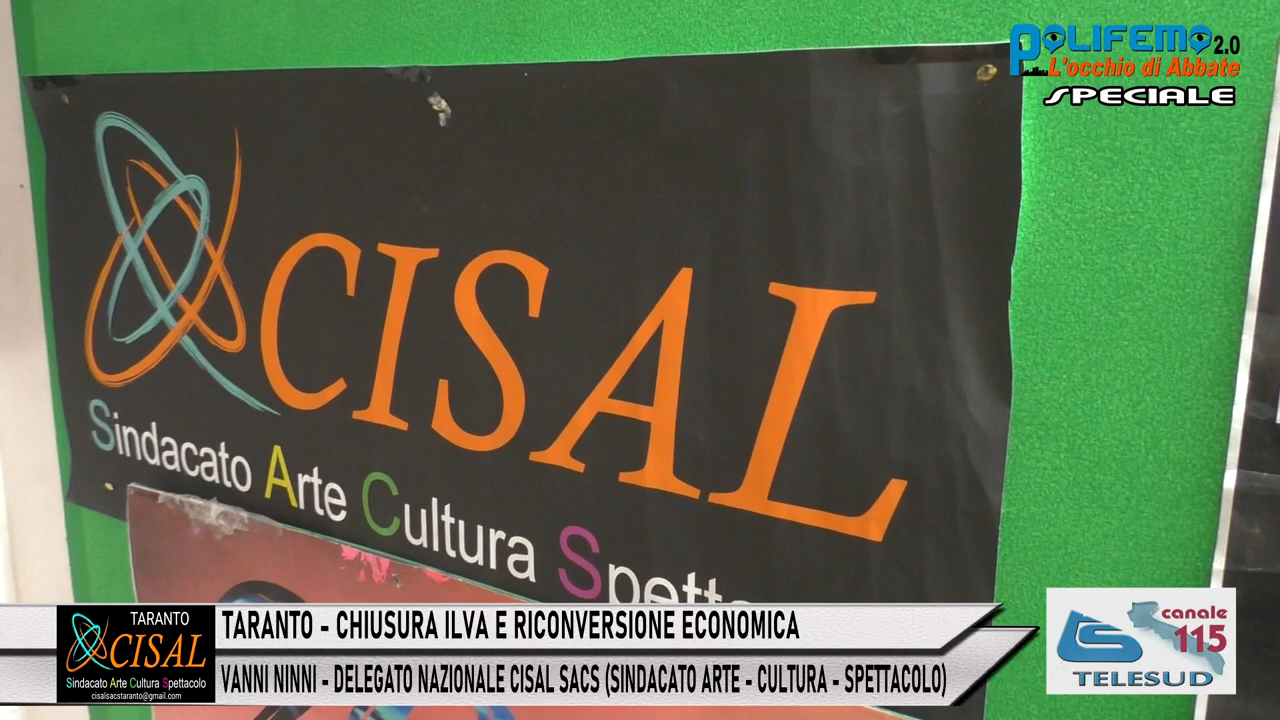 POLIFEMO 2.0
L'occhio di Abbate
SPECIALE
CISAL
Sindacato Arte Cultura Spett
TARANTO
CISAL
Sindacato Arte Cultura Spettacolo
cisalsacstaranto@gmail.com
TARANTO - CHIUSURA ILVA E RICONVERSIONE ECONOMICA
VANNI NINNI - DELEGATO NAZIONALE CISAL SACS (SINDACATO ARTE - CULTURA - SPETTACOLO)
canale
115
TELESUD